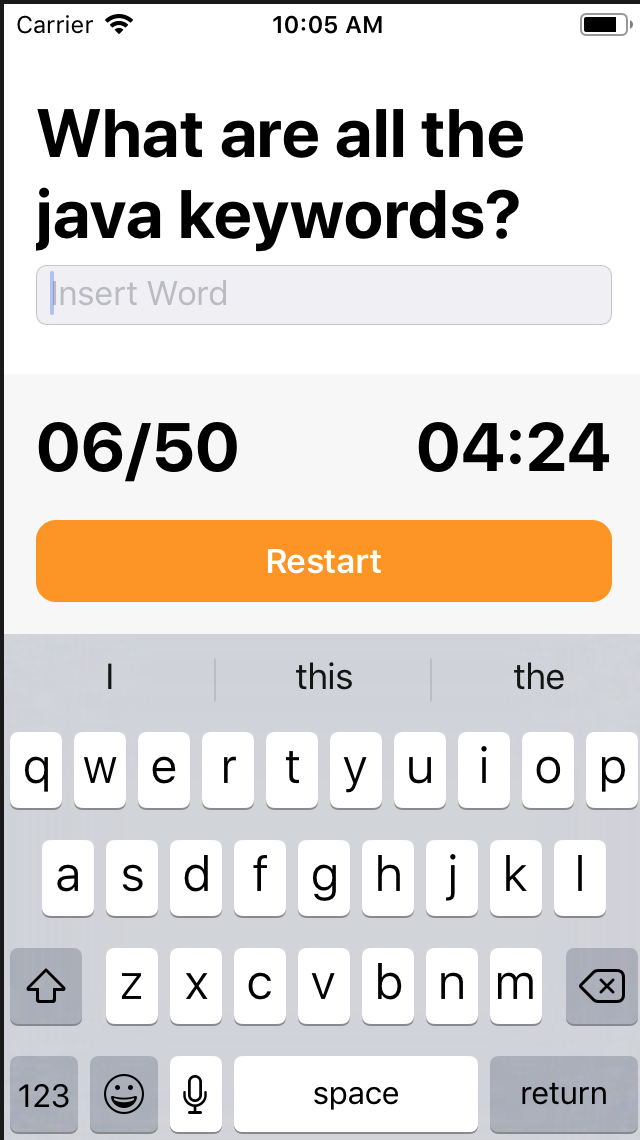 Carrier 10:05 AM
What are all the
java keywords?
Insert Word
06/50 04:24
Restart
I this the
q w e r t y u i o p
a s d f g h j k l
z x c v b n m
123 space return